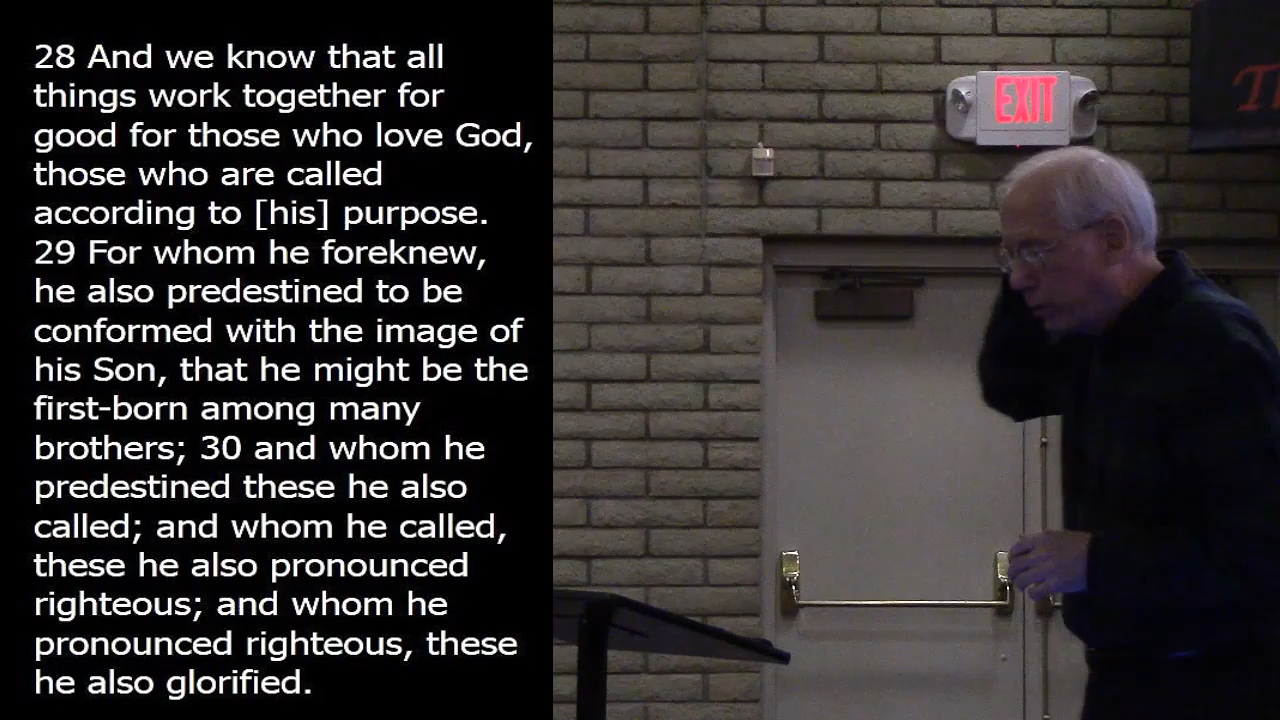 28 And we know that all
things work together for
good for those who love God,
those who are called
according to [his] purpose.
29 For whom he foreknew,
he also predestined to be
conformed with the image of
his Son, that he might be the
first-born among many
brothers; 30 and whom he
predestined these he also
called; and whom he called,
these he also pronounced
righteous; and whom he
pronounced righteous, these
he also glorified.
EXIT